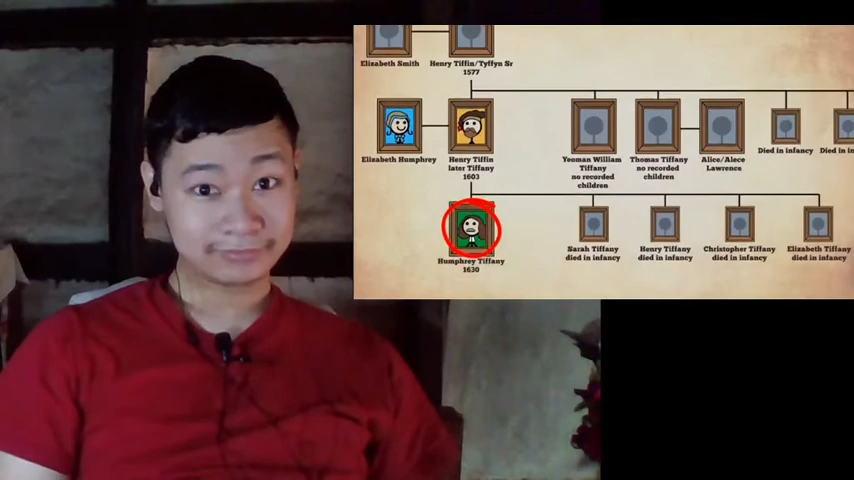 Elizabeth Smith
Henry Tiffin/Tyffyn Sr
1577
Elizabeth Humphrey
Henry Tiffin
later Tiffany
1603
Yeoman William
Tiffany
no recorded
children
Thomas Tiffany
no recorded
children
Alice/Alece
Lawrence
Died in infancy
Died in
Humphrey Tiffany
1630
Sarah Tiffany
died in infancy
Henry Tiffany
died in infancy
Christopher Tiffany
died in infancy
Elizabeth Tiffany
died in infancy